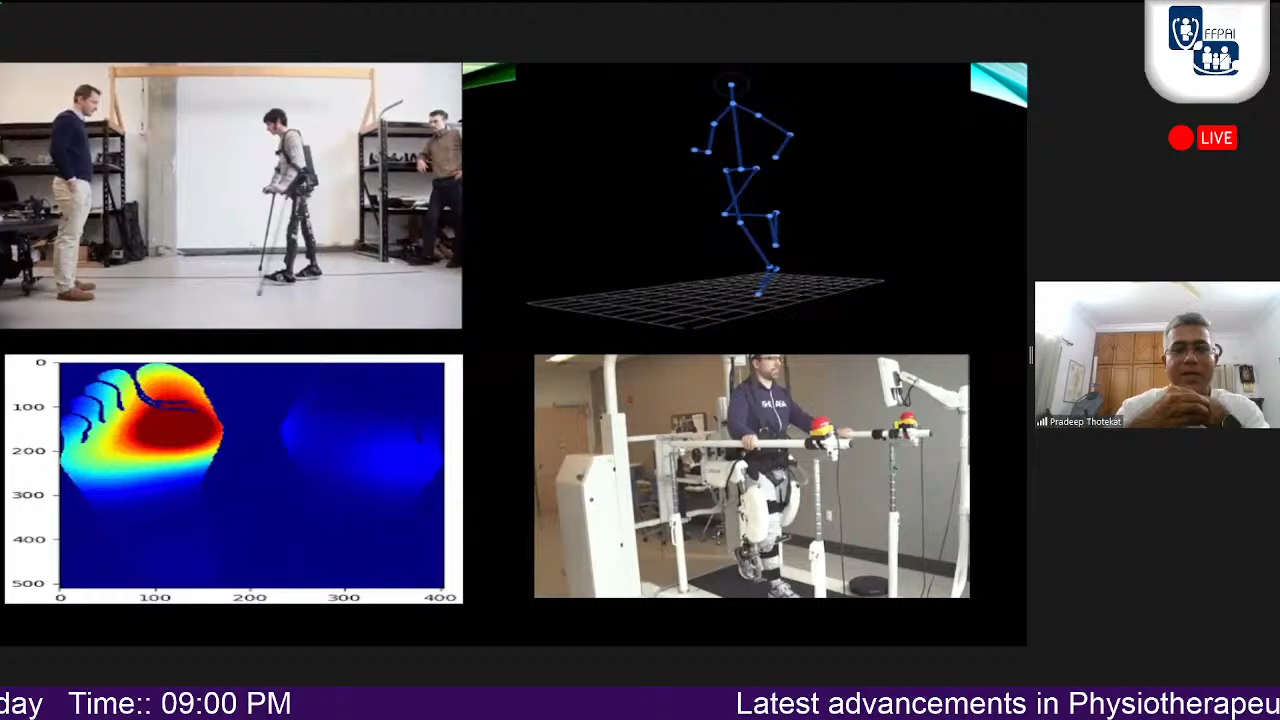 FFPAI
LIVE
0
100
200
300
400
500
0
100
200
300
400
Pradeep Thotekat
day Time:: 09:00 PM
Latest advancements in Physiotherapeu